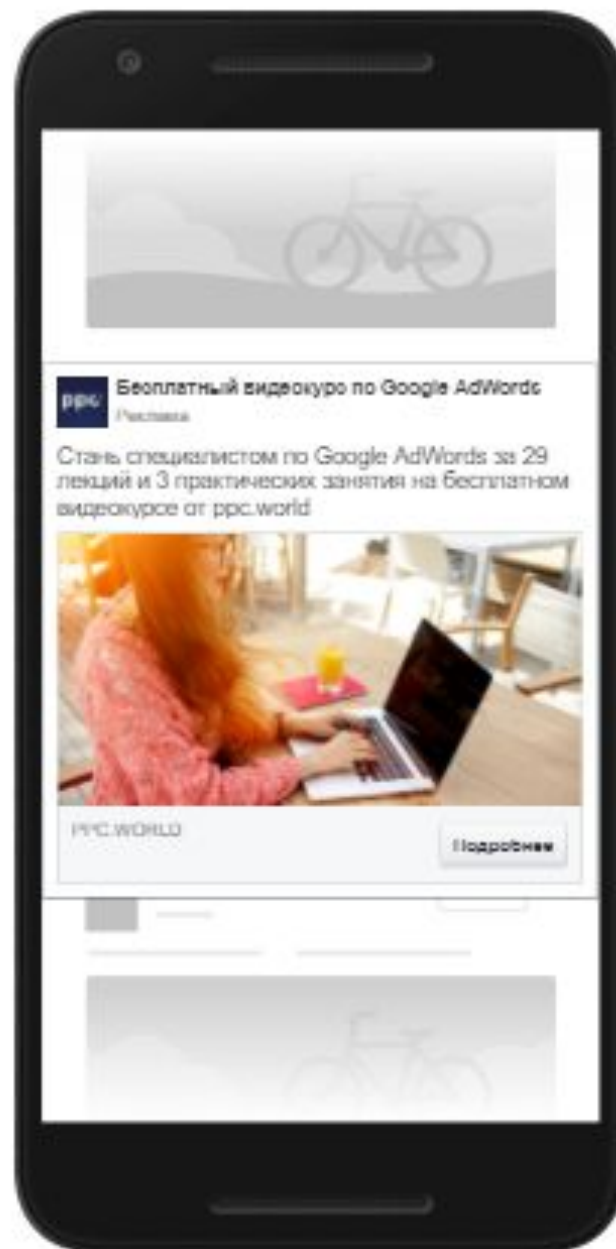 ppc
Бесплатный видеокурс по Google AdWords
Реклама
Стань специалистом по Google AdWords за 29
лекций и 3 практических занятия на бесплатном
видеокурсе от ppc.world
PPC.WORLD
Подробнее